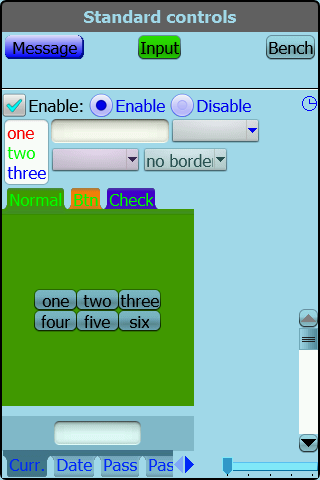 Standard controls
Message Input Bench
Enable: Enable Disable
one
two
three
no border
Normal Btn Check
one two three
four five six
Curr. Date Pass Pas